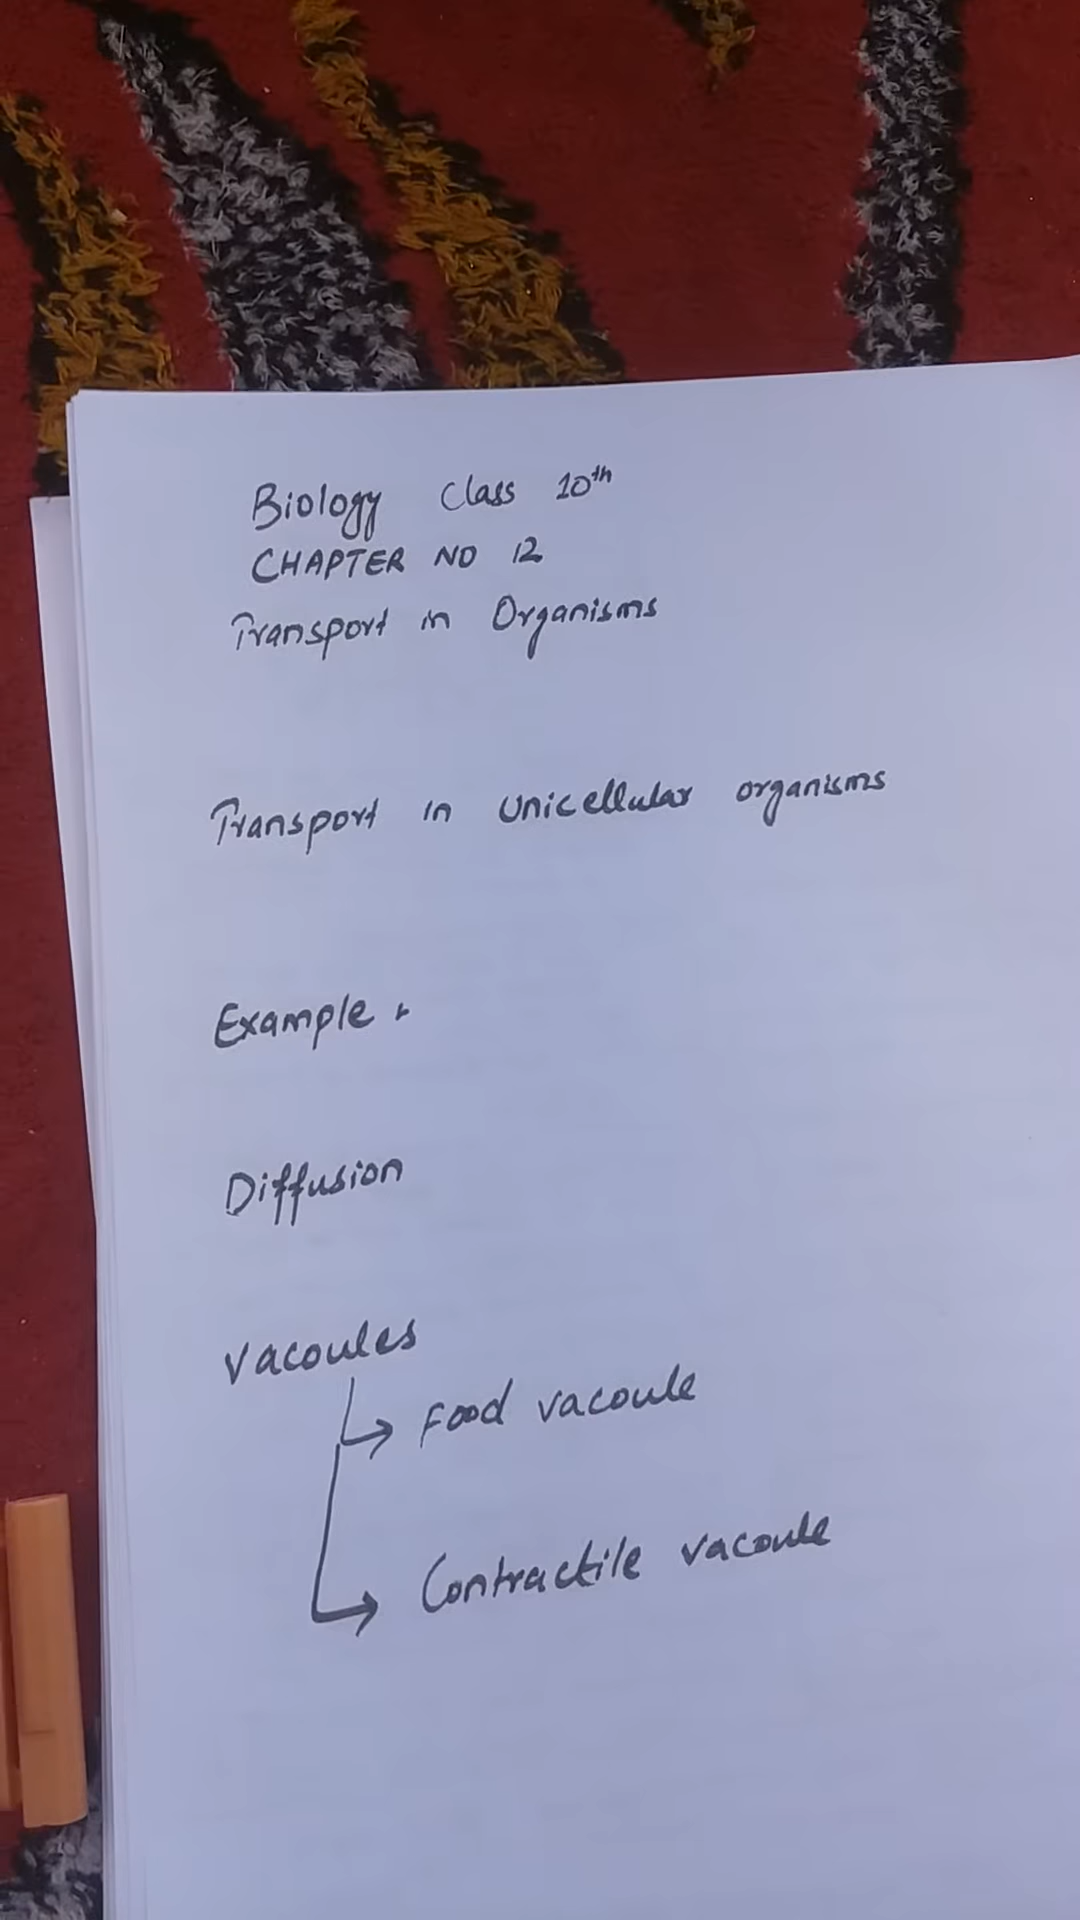 Biology Class 10th
CHAPTER NO 12
Transport in Organisms
Transport in unicellular organisms
Example.
Diffusion
Vacoules
Food vacoule
Contractile vacoule